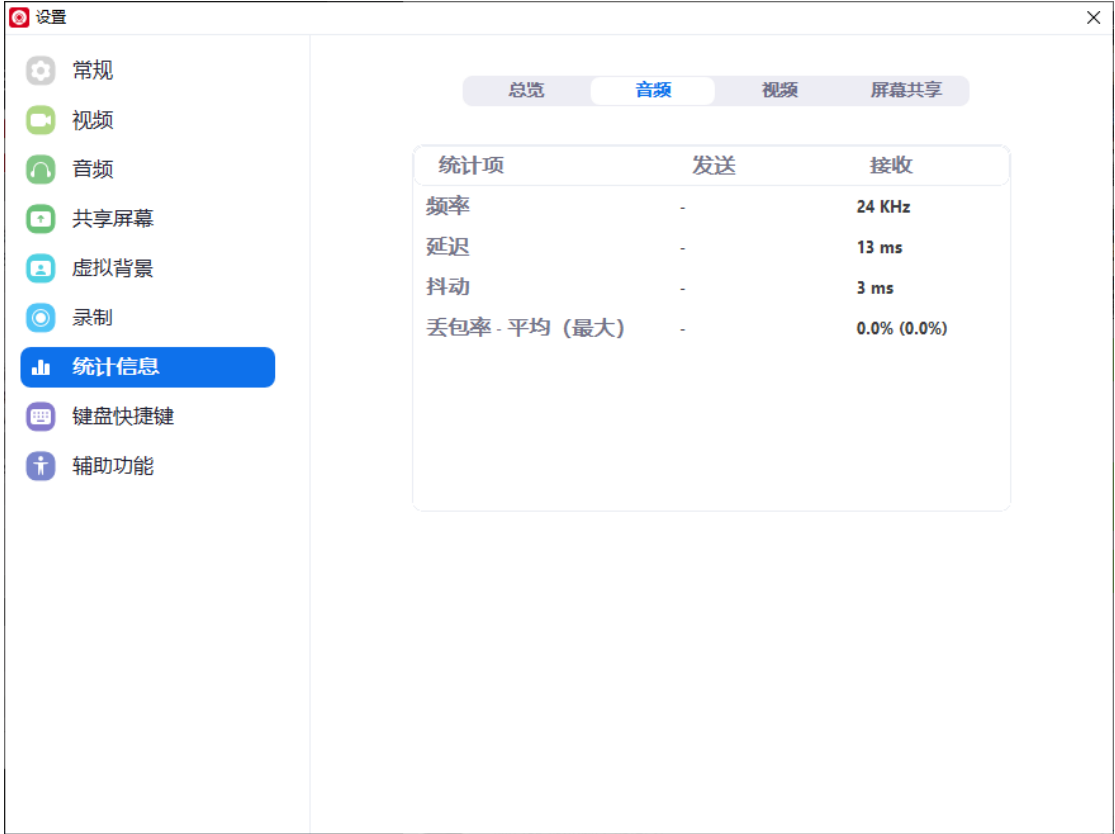 设置
常规
视频
音频
共享屏幕
虚拟背景
录制
统计信息
键盘快捷键
辅助功能
总览 音频 视频 屏幕共享
统计项 发送 接收
频率 - 24 KHz
延迟 - 13 ms
抖动 - 3 ms
丢包率 - 平均（最大） - 0.0% (0.0%)